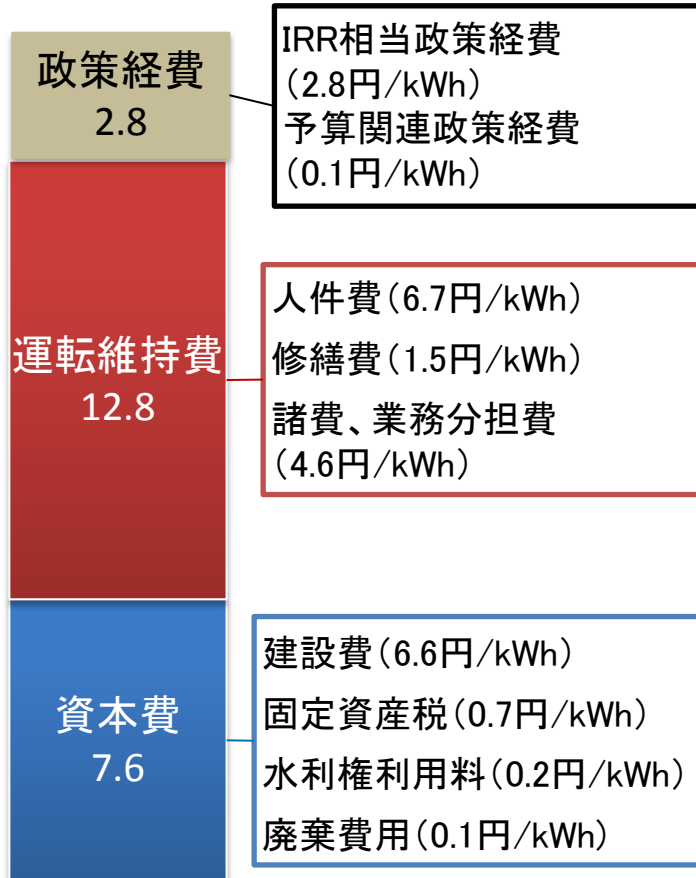 政策経費
2.8
IRR相当政策経費
（2.8円/kWh）
予算関連政策経費
（0.1円/kWh）
運転維持費
12.8
人件費（6.7円/kWh）
修繕費（1.5円/kWh）
諸費、業務分担費
（4.6円/kWh）
資本費
7.6
建設費（6.6円/kWh）
固定資産税（0.7円/kWh）
水利権利用料（0.2円/kWh）
廃棄費用（0.1円/kWh）